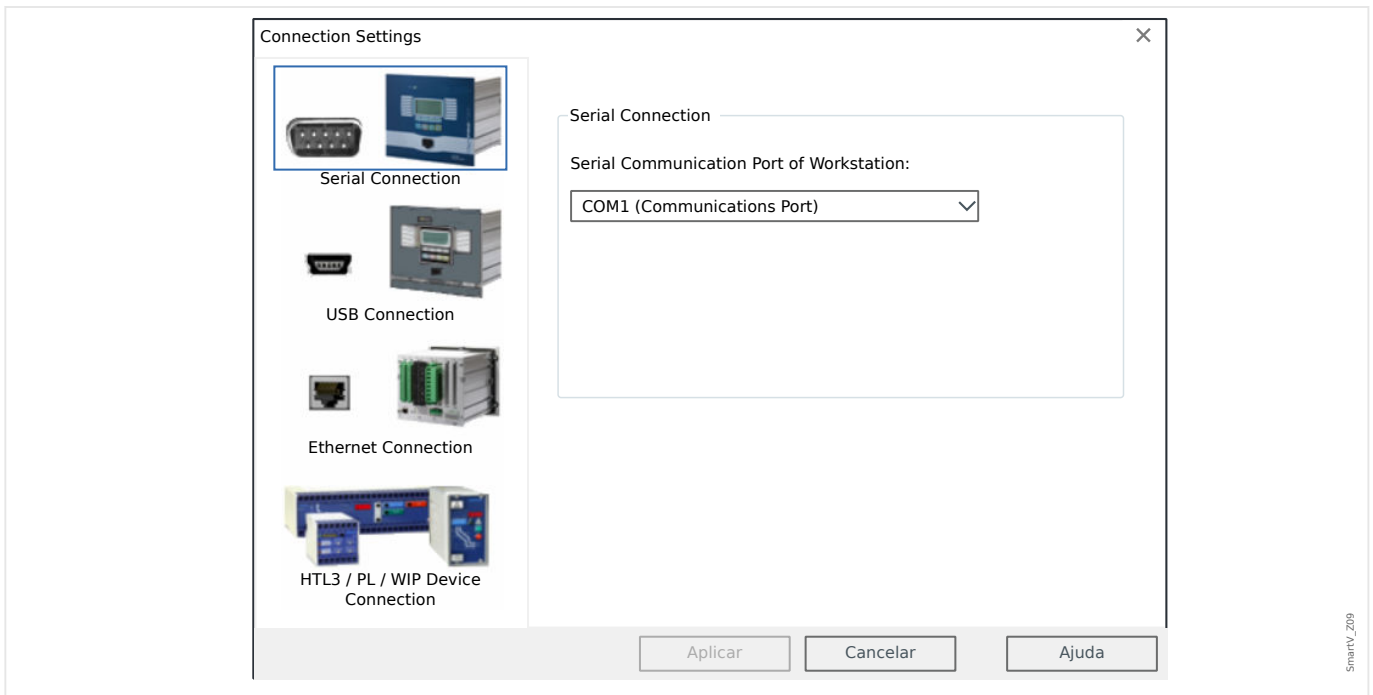 Connection Settings
Serial Connection
Serial Connection
Serial Communication Port of Workstation:
COM1 (Communications Port)
USB Connection
Ethernet Connection
HTL3 / PL / WIP Device
Connection
Aplicar
Cancelar
Ajuda
SmartV_Z09